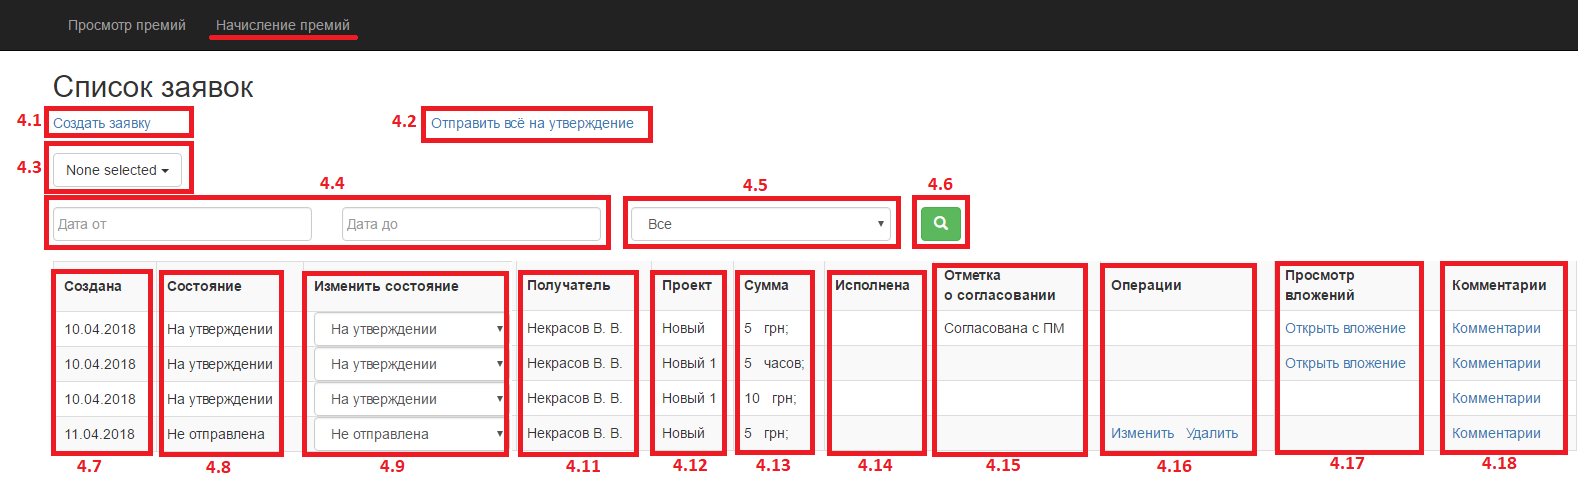 Просмотр премий Начисление премий
Список заявок
4.1 Создать заявку 4.2 Отправить всё на утверждение
4.3 None selected
4.4 4.5 4.6
Дата от Дата до Все
Создана Состояние Изменить состояние Получатель Проект Сумма Исполнена Отметка о согласовании Операции Просмотр вложений Комментарии
10.04.2018 На утверждении На утверждении Некрасов В. В. Новый 5 грн; Согласована с ПМ Открыть вложение Комментарии
10.04.2018 На утверждении На утверждении Некрасов В. В. Новый 1 5 часов; Открыть вложение Комментарии
10.04.2018 На утверждении На утверждении Некрасов В. В. Новый 1 10 грн; Комментарии
11.04.2018 Не отправлена Не отправлена Некрасов В. В. Новый 5 грн; Изменить Удалить Комментарии
4.7 4.8 4.9 4.11 4.12 4.13 4.14 4.15 4.16 4.17 4.18